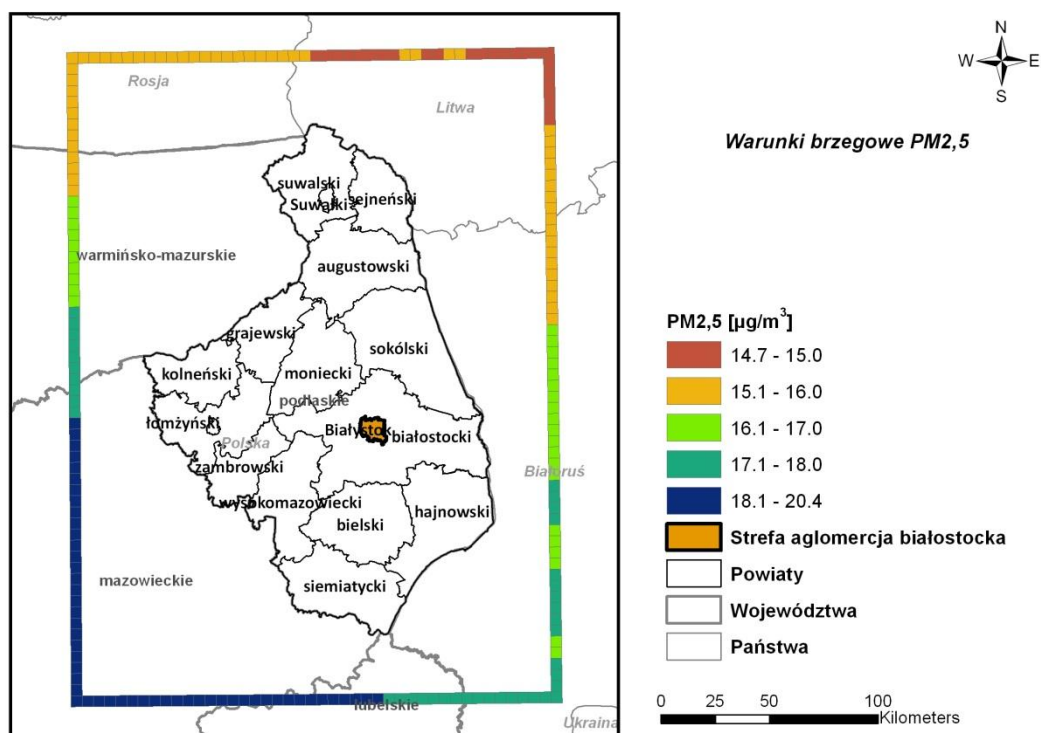 Rosja
Litwa
suwalski
Suwałki
sejneński
warmińsko-mazurskie
augustowski
grajewski
sokólski
kolneński
moniecki
podlaskie
łomżyński
Białystok
białostocki
Polska
zambrowski
Białoruś
wysokomazowiecki
hajnowski
bielski
mazowieckie
siemiatycki
lubelskie
Ukraina
N
W E
S
Warunki brzegowe PM2,5
PM2,5 [µg/m³]
14.7 - 15.0
15.1 - 16.0
16.1 - 17.0
17.1 - 18.0
18.1 - 20.4
Strefa aglomercja białostocka
Powiaty
Województwa
Państwa
0 25 50 100
Kilometers